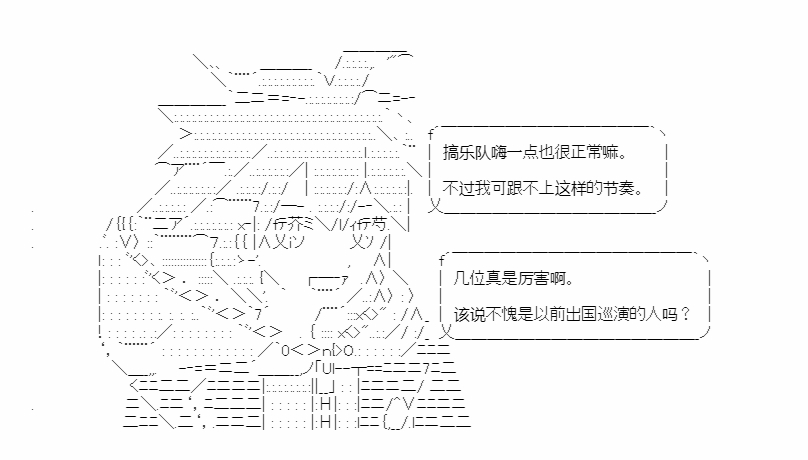 搞乐队嗨一点也很正常嘛。
不过我可跟不上这样的节奏。
几位真是厉害啊。
该说不愧是以前出国巡演的人吗？